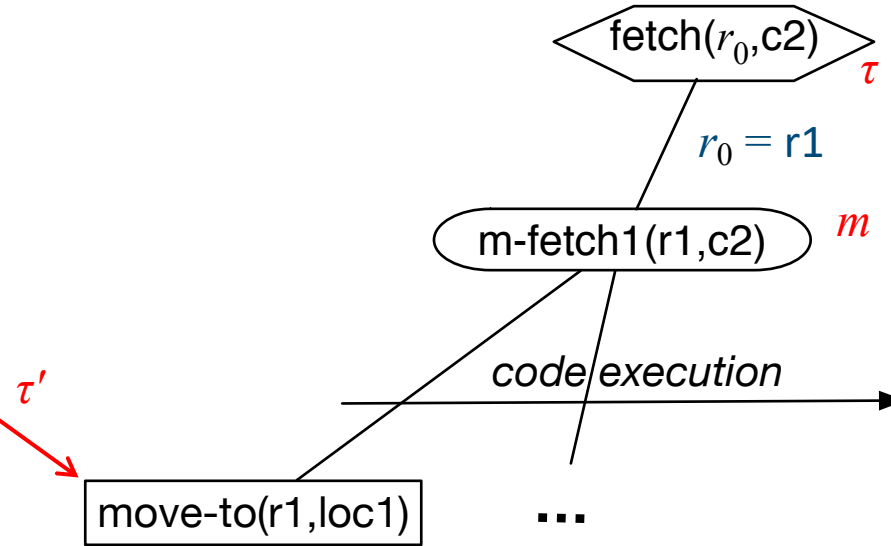 fetch(r₀,c2)
τ
r₀ = r1
m-fetch1(r1,c2)
m
code execution
τ′
move-to(r1,loc1)
...